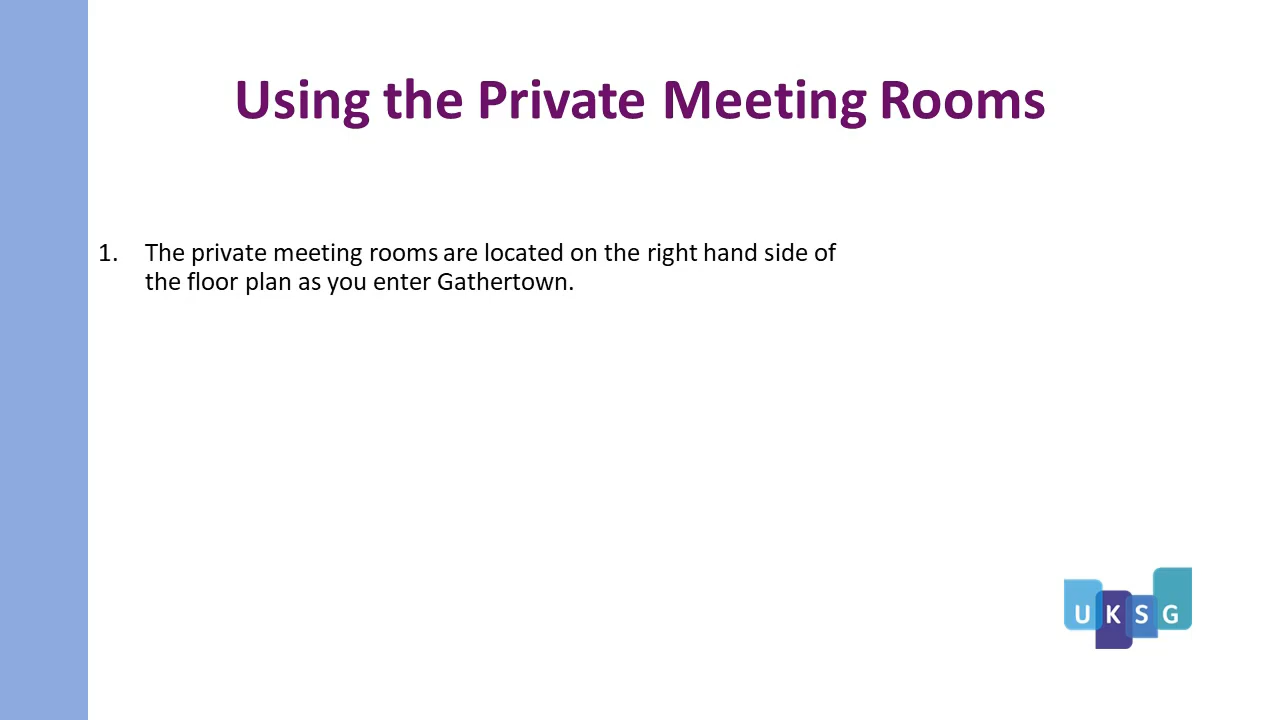 Using the Private Meeting Rooms
1. The private meeting rooms are located on the right hand side of
the floor plan as you enter Gathertown.
UKSG